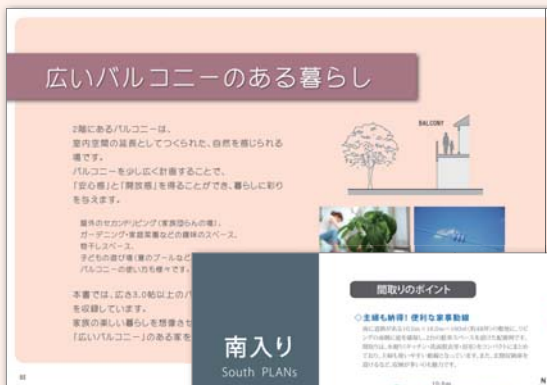 広いバルコニーのある暮らし
2階にあるバルコニーは、
室内空間の延長としてつくられた、自然を感じられる
場です。
バルコニーを少し広く計画することで、
「安心感」と「開放感」を得ることができ、暮らしに彩り
を与えます。
屋外のセカンドリビング(家族団らんの場)、
ガーデニング・家庭菜園などの趣味のスペース、
物干しスペース、
子どもの遊び場(夏のプールなど
バルコニーの使い方も様々です。
本書では、広さ3.0帖以上のバ
を収録しています。
家族の楽しい暮らしを想像させ
「広いバルコニー」のある家を
BALCONY
南入り
South PLANs
間取りのポイント
◇主婦も納得! 便利な家事動線